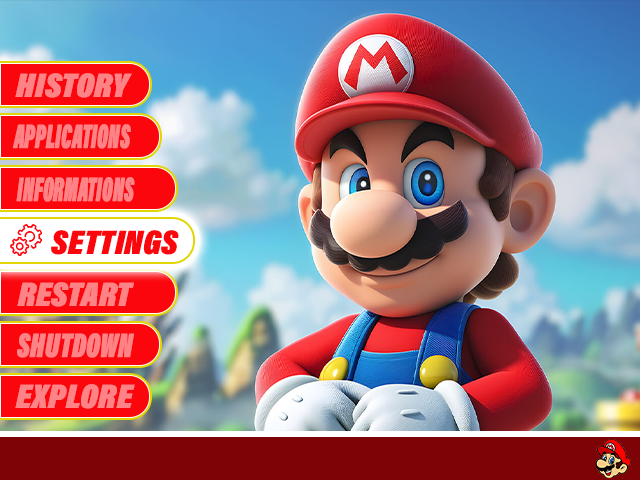 M
HISTORY
APPLICATIONS
INFORMATIONS
SETTINGS
RESTART
SHUTDOWN
EXPLORE